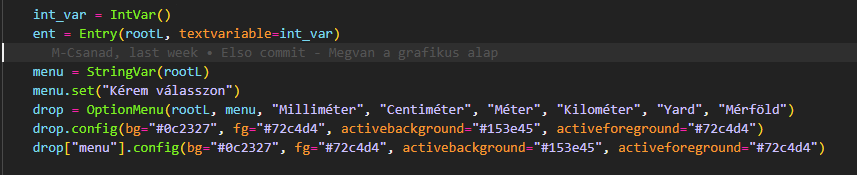 int_var = IntVar()
ent = Entry(rootL, textvariable=int_var)
M-Csanad, last week • Elso commit - Megvan a grafikus alap
menu = StringVar(rootL)
menu.set("Kérem válasszon")
drop = OptionMenu(rootL, menu, "Milliméter", "Centiméter", "Méter", "Kilométer", "Yard", "Mérföld")
drop.config(bg="#0c2327", fg="#72c4d4", activebackground="#153e45", activeforeground="#72c4d4")
drop["menu"].config(bg="#0c2327", fg="#72c4d4", activebackground="#153e45", activeforeground="#72c4d4")